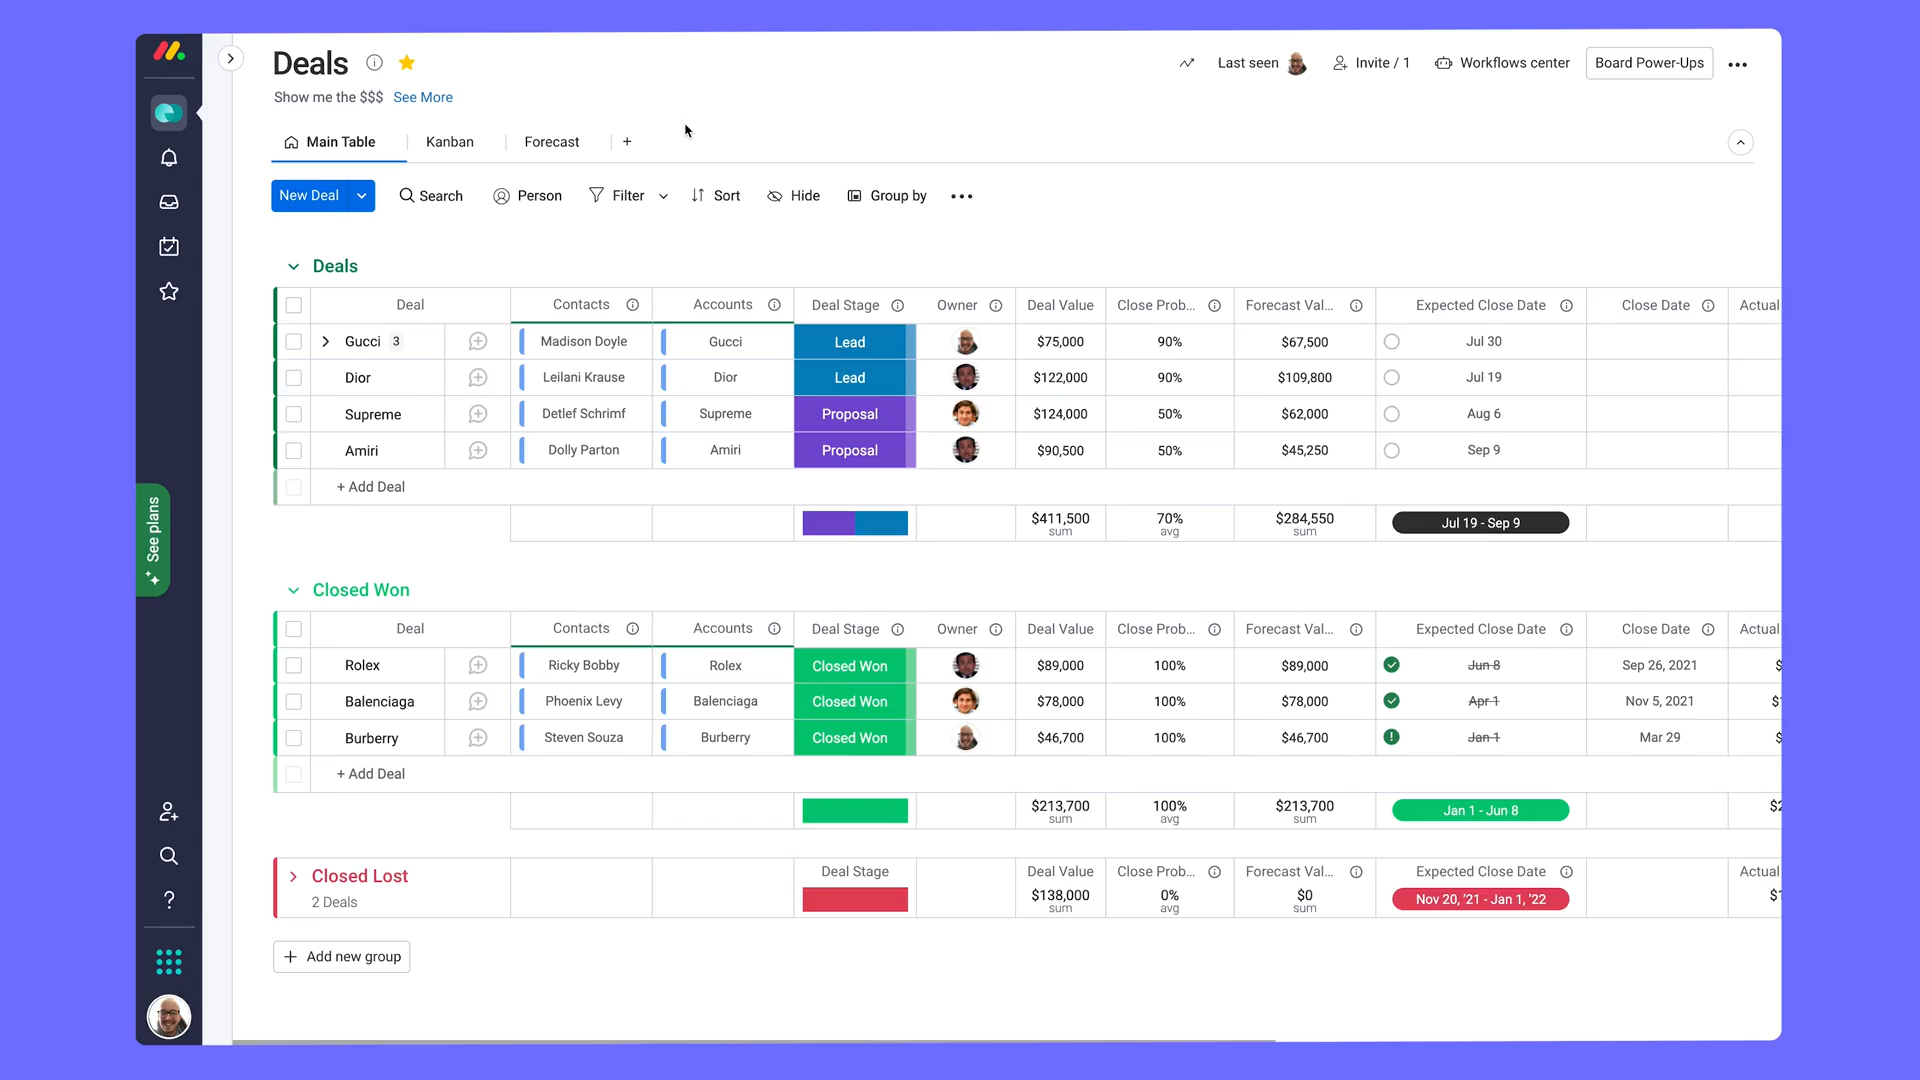 Deals
Last seen
Invite / 1
Workflows center
Board Power-Ups
Show me the $$$ See More
Main Table
Kanban
Forecast
+
New Deal
Search
Person
Filter
Sort
Hide
Group by
Deals
Deal Contacts Accounts Deal Stage Owner Deal Value Close Prob... Forecast Val... Expected Close Date Close Date Actual
Gucci 3 Madison Doyle Gucci Lead $75,000 90% $67,500 Jul 30
Dior Leilani Krause Dior Lead $122,000 90% $109,800 Jul 19
Supreme Detlef Schrimf Supreme Proposal $124,000 50% $62,000 Aug 6
Amiri Dolly Parton Amiri Proposal $90,500 50% $45,250 Sep 9
+ Add Deal
$411,500 70% $284,550 Jul 19 - Sep 9
sum avg sum
See plans
Closed Won
Deal Contacts Accounts Deal Stage Owner Deal Value Close Prob... Forecast Val... Expected Close Date Close Date Actual
Rolex Ricky Bobby Rolex Closed Won $89,000 100% $89,000 Jun 8 Sep 26, 2021 $
Balenciaga Phoenix Levy Balenciaga Closed Won $78,000 100% $78,000 Apr 1 Nov 5, 2021 $
Burberry Steven Souza Burberry Closed Won $46,700 100% $46,700 Jan 1 Mar 29 $
+ Add Deal
$213,700 100% $213,700 Jan 1 - Jun 8 $2
sum avg sum
Closed Lost Deal Stage Deal Value Close Prob... Forecast Val... Expected Close Date Actual
2 Deals $138,000 0% $0 Nov 20, '21 - Jan 1, '22 $1
sum avg sum
+ Add new group